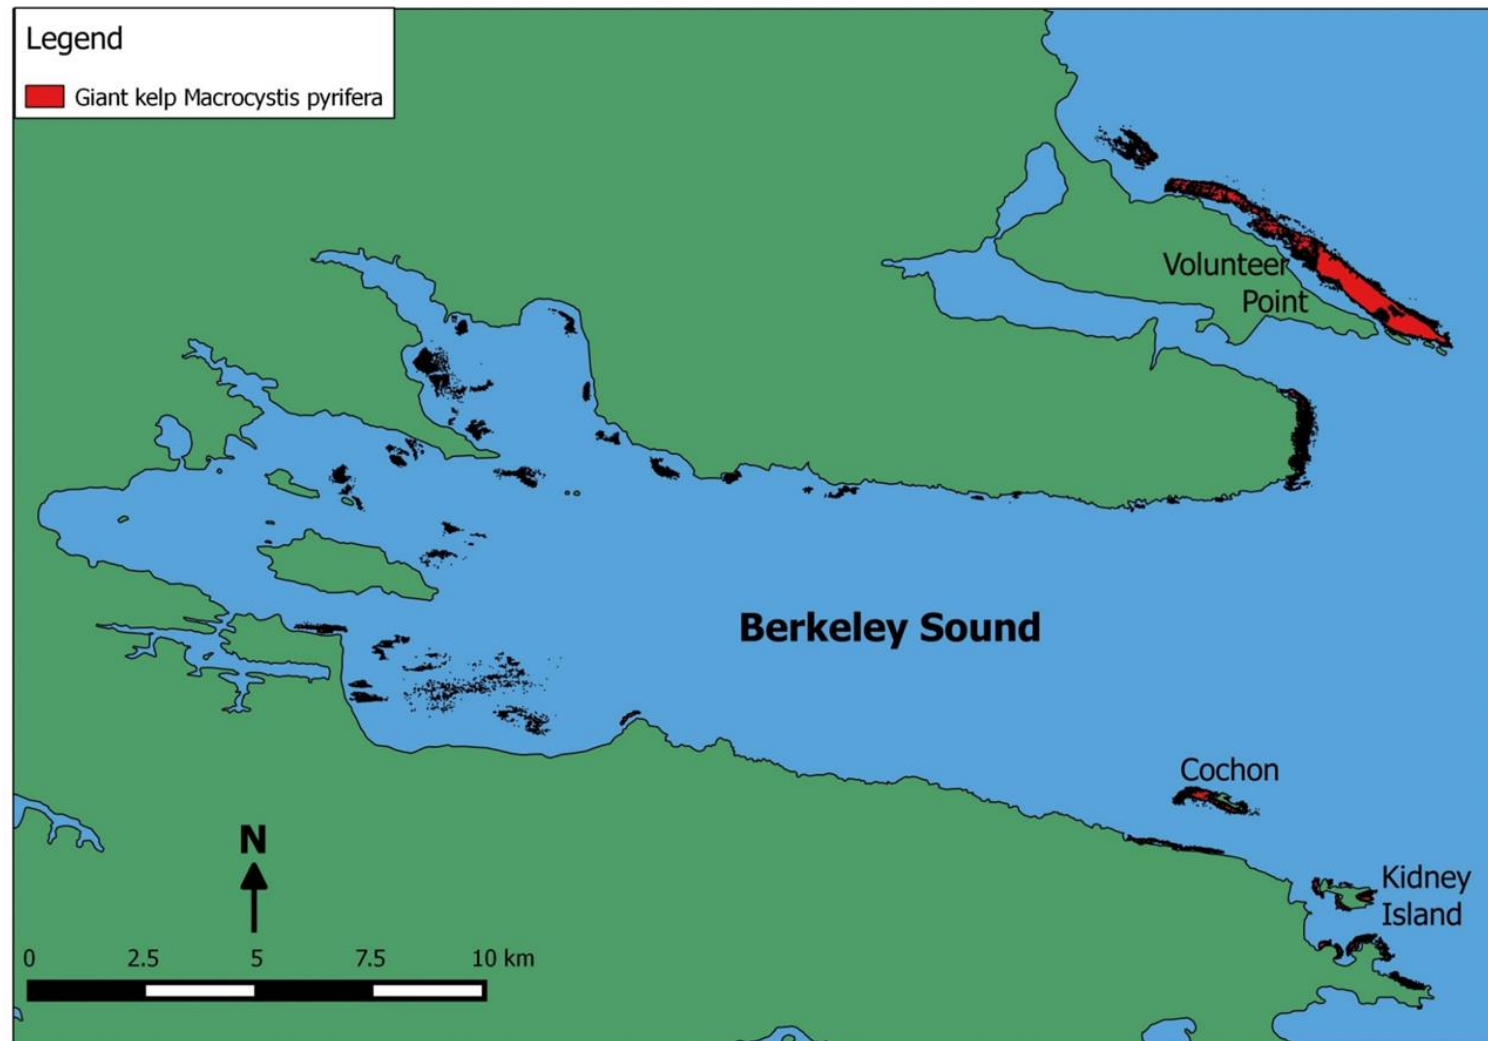 Legend
Giant kelp Macrocystis pyrifera
Volunteer
Point
Berkeley Sound
Cochon
Kidney
Island
N
0 2.5 5 7.5 10 km